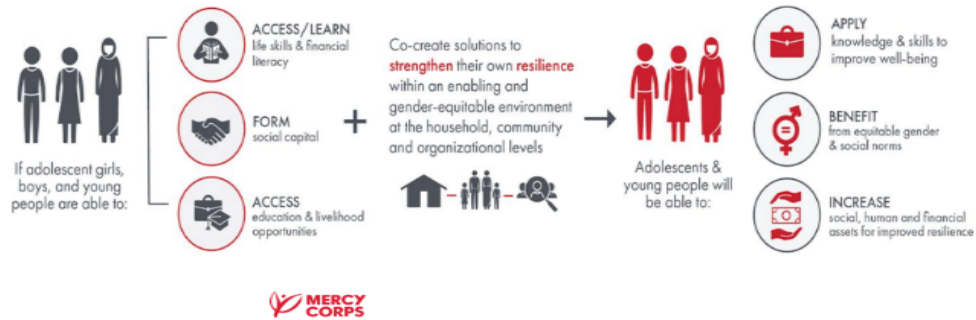 If adolescent girls,
boys, and young
people are able to:
ACCESS/LEARN
life skills & financial
literacy
FORM
social capital
ACCESS
education & livelihood
opportunities
+
Co-create solutions to
strengthen their own resilience
within an enabling and
gender-equitable environment
at the household, community
and organizational levels
Adolescents &
young people will
be able to:
APPLY
knowledge & skills to
improve well-being
BENEFIT
from equitable gender
& social norms
INCREASE
social, human and financial
assets for improved resilience
MERCY
CORPS